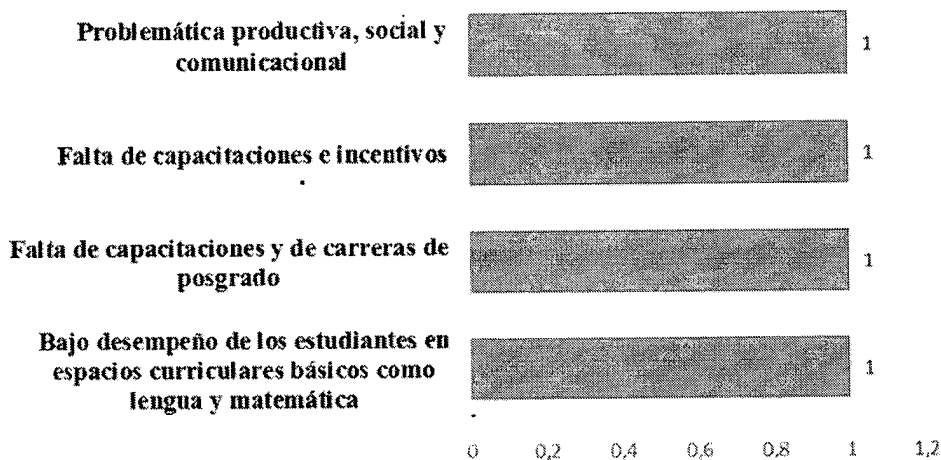 Problemática productiva, social y
comunicacional
1
Falta de capacitaciones e incentivos
1
Falta de capacitaciones y de carreras de
posgrado
1
Bajo desempeño de los estudiantes en
espacios curriculares básicos como
lengua y matemática
1
0 0,2 0,4 0,6 0,8 1 1,2